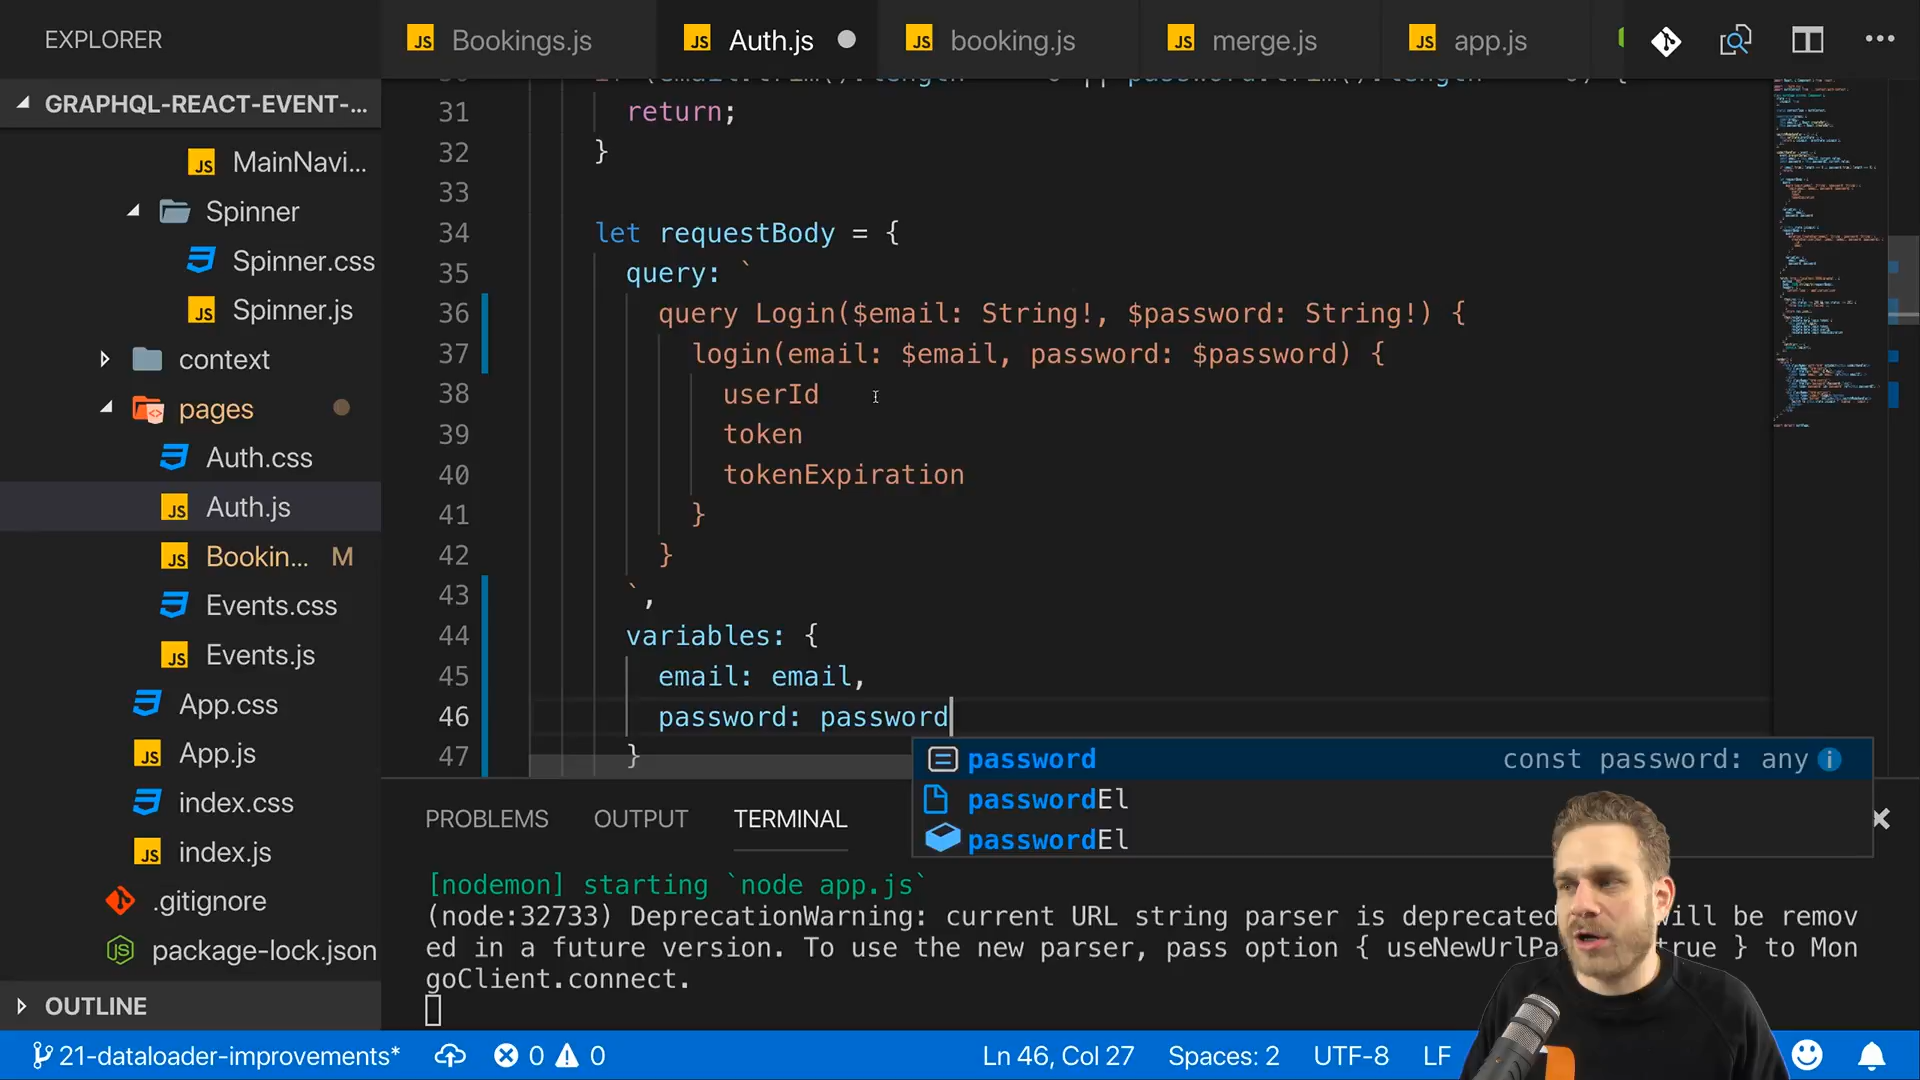 EXPLORER
JS Bookings.js
JS Auth.js
JS booking.js
JS merge.js
JS app.js
GRAPHQL-REACT-EVENT-...
JS MainNavi...
Spinner
Spinner.css
JS Spinner.js
context
pages
Auth.css
JS Auth.js
JS Bookin... M
Events.css
JS Events.js
App.css
JS App.js
index.css
JS index.js
.gitignore
package-lock.json
OUTLINE
31 return;
32 }
33
34 let requestBody = {
35 query: `
36 query Login($email: String!, $password: String!) {
37 login(email: $email, password: $password) {
38 userId
39 token
40 tokenExpiration
41 }
42 }
43 `,
44 variables: {
45 email: email,
46 password: password
47 }
password const password: any
passwordEl
passwordEl
PROBLEMS OUTPUT TERMINAL
[nodemon] starting `node app.js`
(node:32733) DeprecationWarning: current URL string parser is deprecated will be remov
ed in a future version. To use the new parser, pass option { useNewUrlPa true } to Mon
goClient.connect.
21-dataloader-improvements* 0 0 Ln 46, Col 27 Spaces: 2 UTF-8 LF